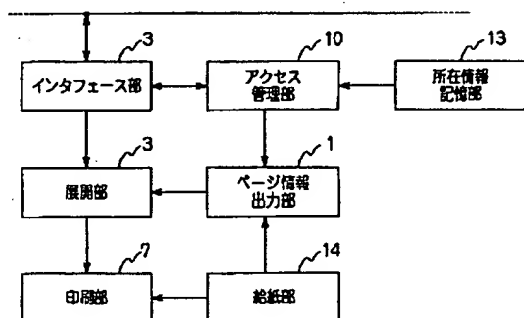 3
インタフェース部
10
アクセス
管理部
13
所在情報
記憶部
3
展開部
1
ページ情報
出力部
7
印刷部
14
給紙部